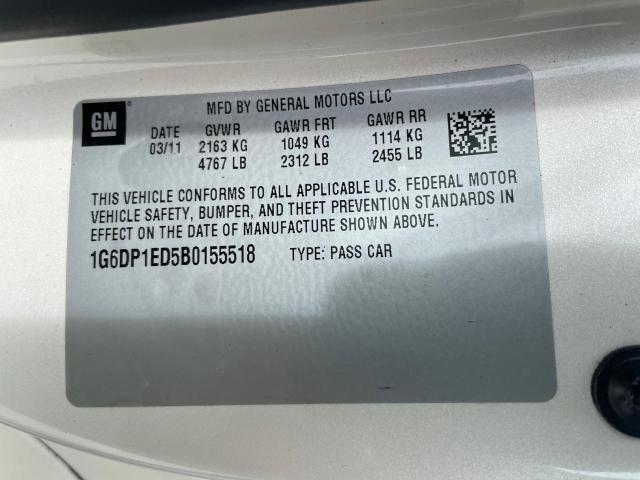 GM
MFD BY GENERAL MOTORS LLC
DATE GVWR GAWR FRT GAWR RR
03/11 2163 KG 1049 KG 1114 KG
4767 LB 2312 LB 2455 LB
THIS VEHICLE CONFORMS TO ALL APPLICABLE U.S. FEDERAL MOTOR
VEHICLE SAFETY, BUMPER, AND THEFT PREVENTION STANDARDS IN
EFFECT ON THE DATE OF MANUFACTURE SHOWN ABOVE.
1G6DP1ED5B0155518 TYPE: PASS CAR